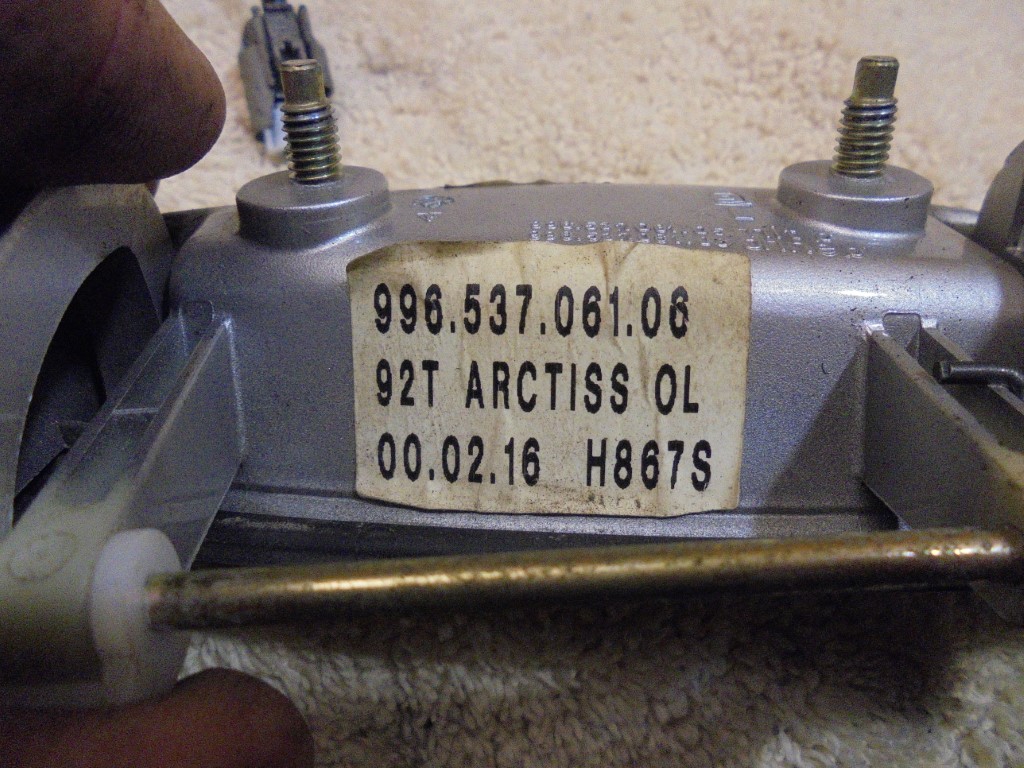 996.537.061.06
92T ARCTISS OL
00.02.16 H867S